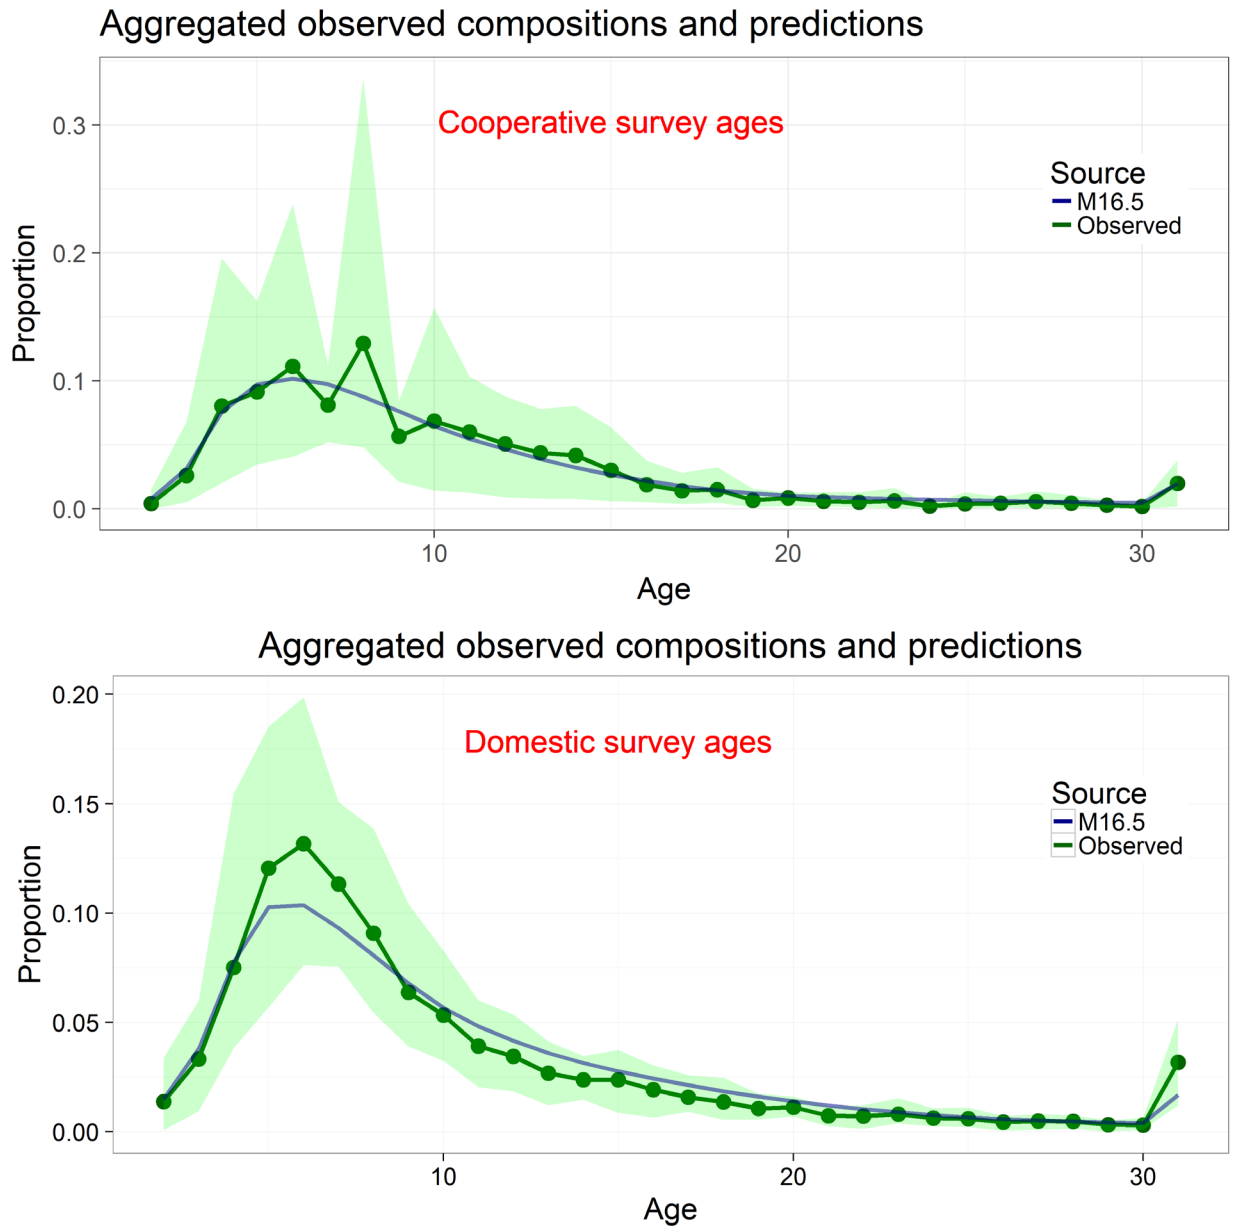 Aggregated observed compositions and predictions
Cooperative survey ages
0.3
0.2
0.1
0.0
Proportion
Source
M16.5
Observed
10
20
30
Age
Aggregated observed compositions and predictions
Domestic survey ages
0.20
0.15
0.10
0.05
0.00
Proportion
Source
M16.5
Observed
10
20
30
Age